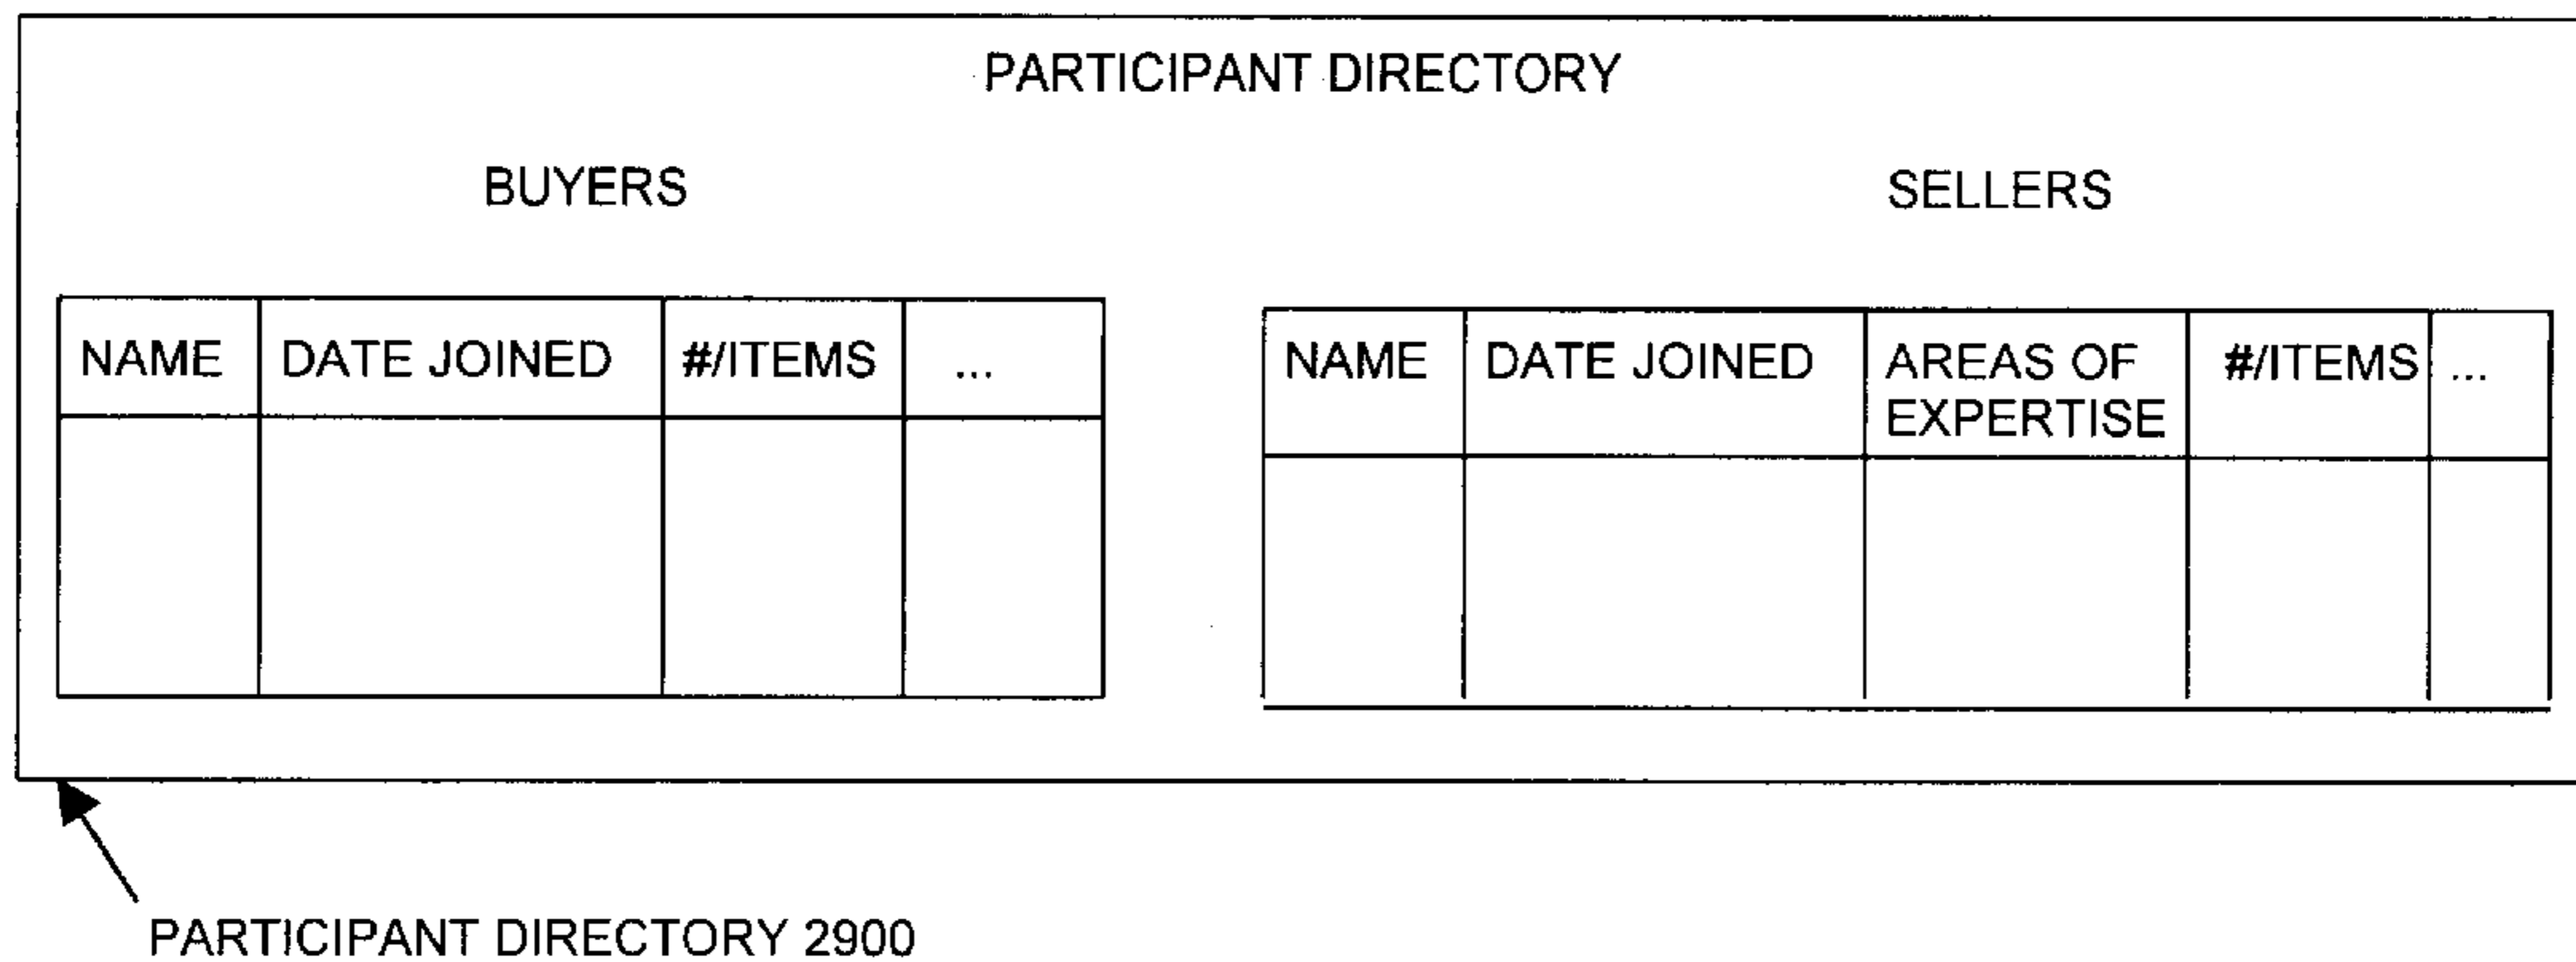 PARTICIPANT DIRECTORY
BUYERS
SELLERS
NAME DATE JOINED #/ITEMS ...
NAME DATE JOINED AREAS OF EXPERTISE #/ITEMS ...
PARTICIPANT DIRECTORY 2900